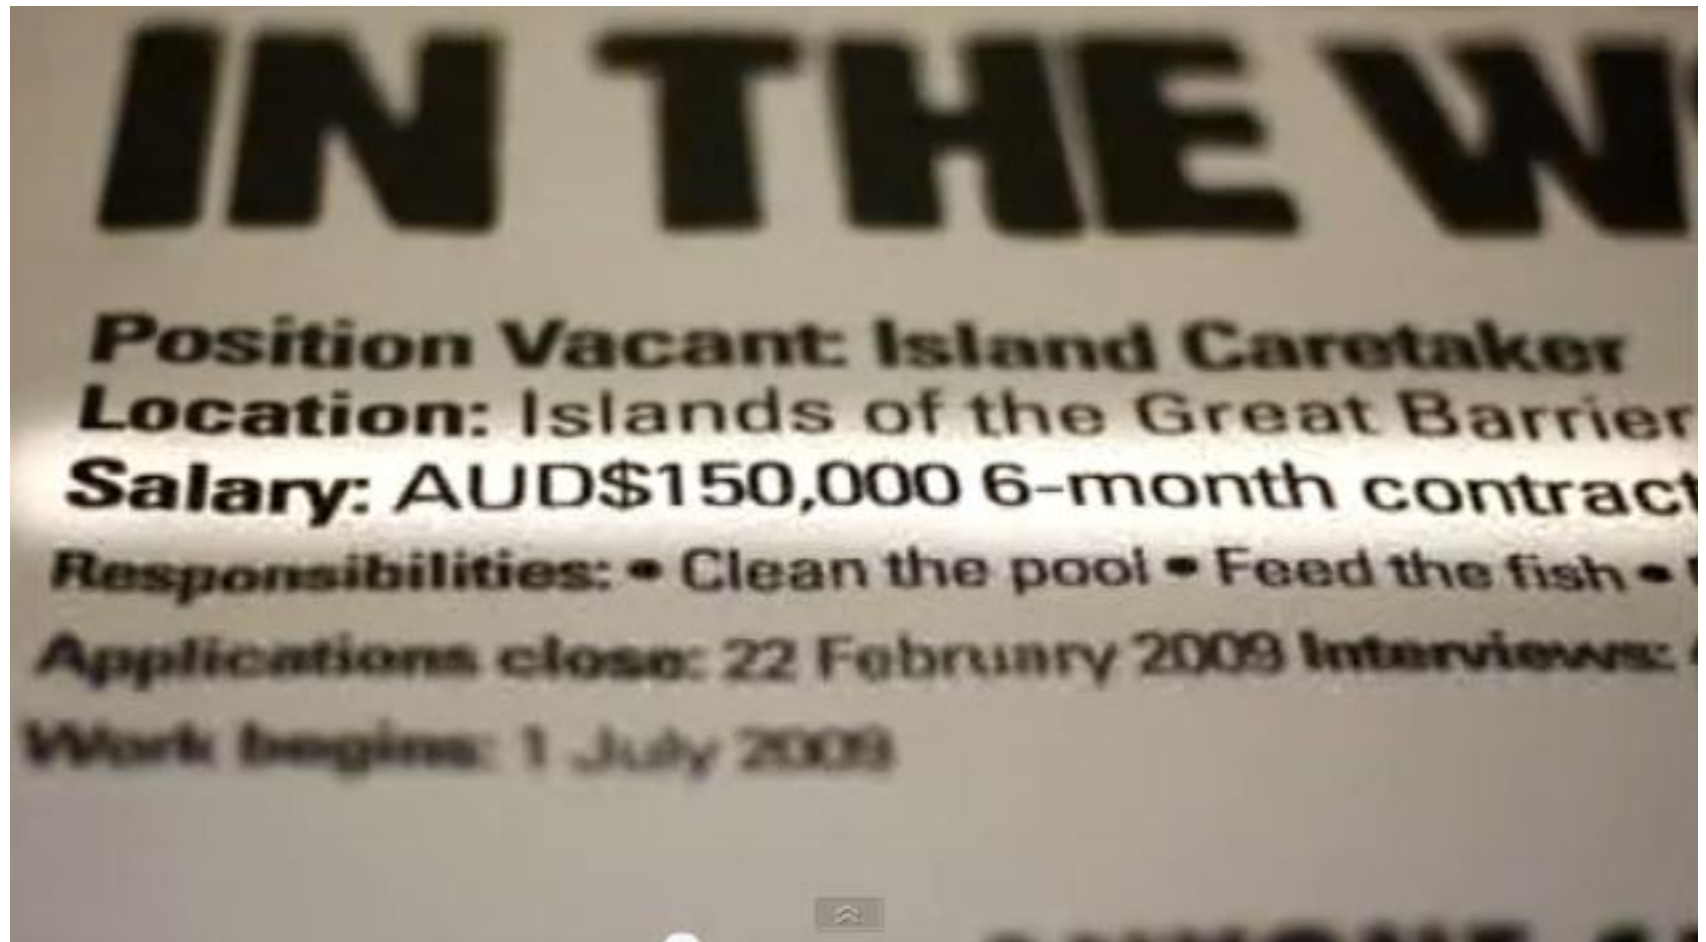 IN THE W
Position Vacant: Island Caretaker
Location: Islands of the Great Barrier
Salary: AUD$150,000 6-month contract
Responsibilities: • Clean the pool • Feed the fish •
Applications close: 22 February 2009 Interviews:
Work begins: 1 July 2009